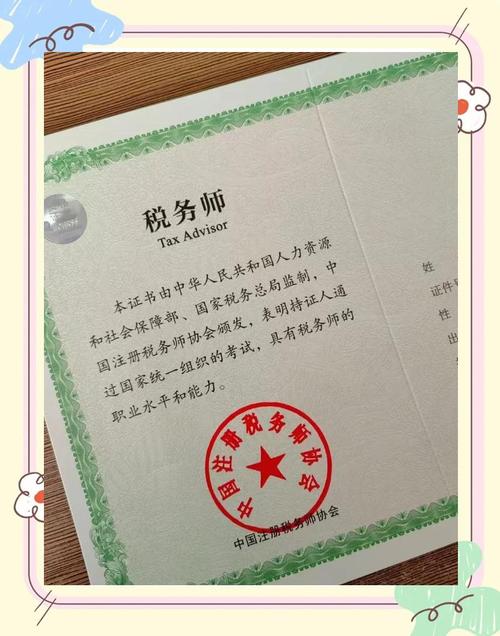 税务师
Tax Advisor
本证书由中华人民共和国人力资源
和社会保障部、国家税务总局监制，中
国注册税务师协会颁发，表明持证人通
过国家统一组织的考试，具有税务师的
职业水平和能力。
中国注册税务师协会
中国注册税务师协会
姓
证件
性
出